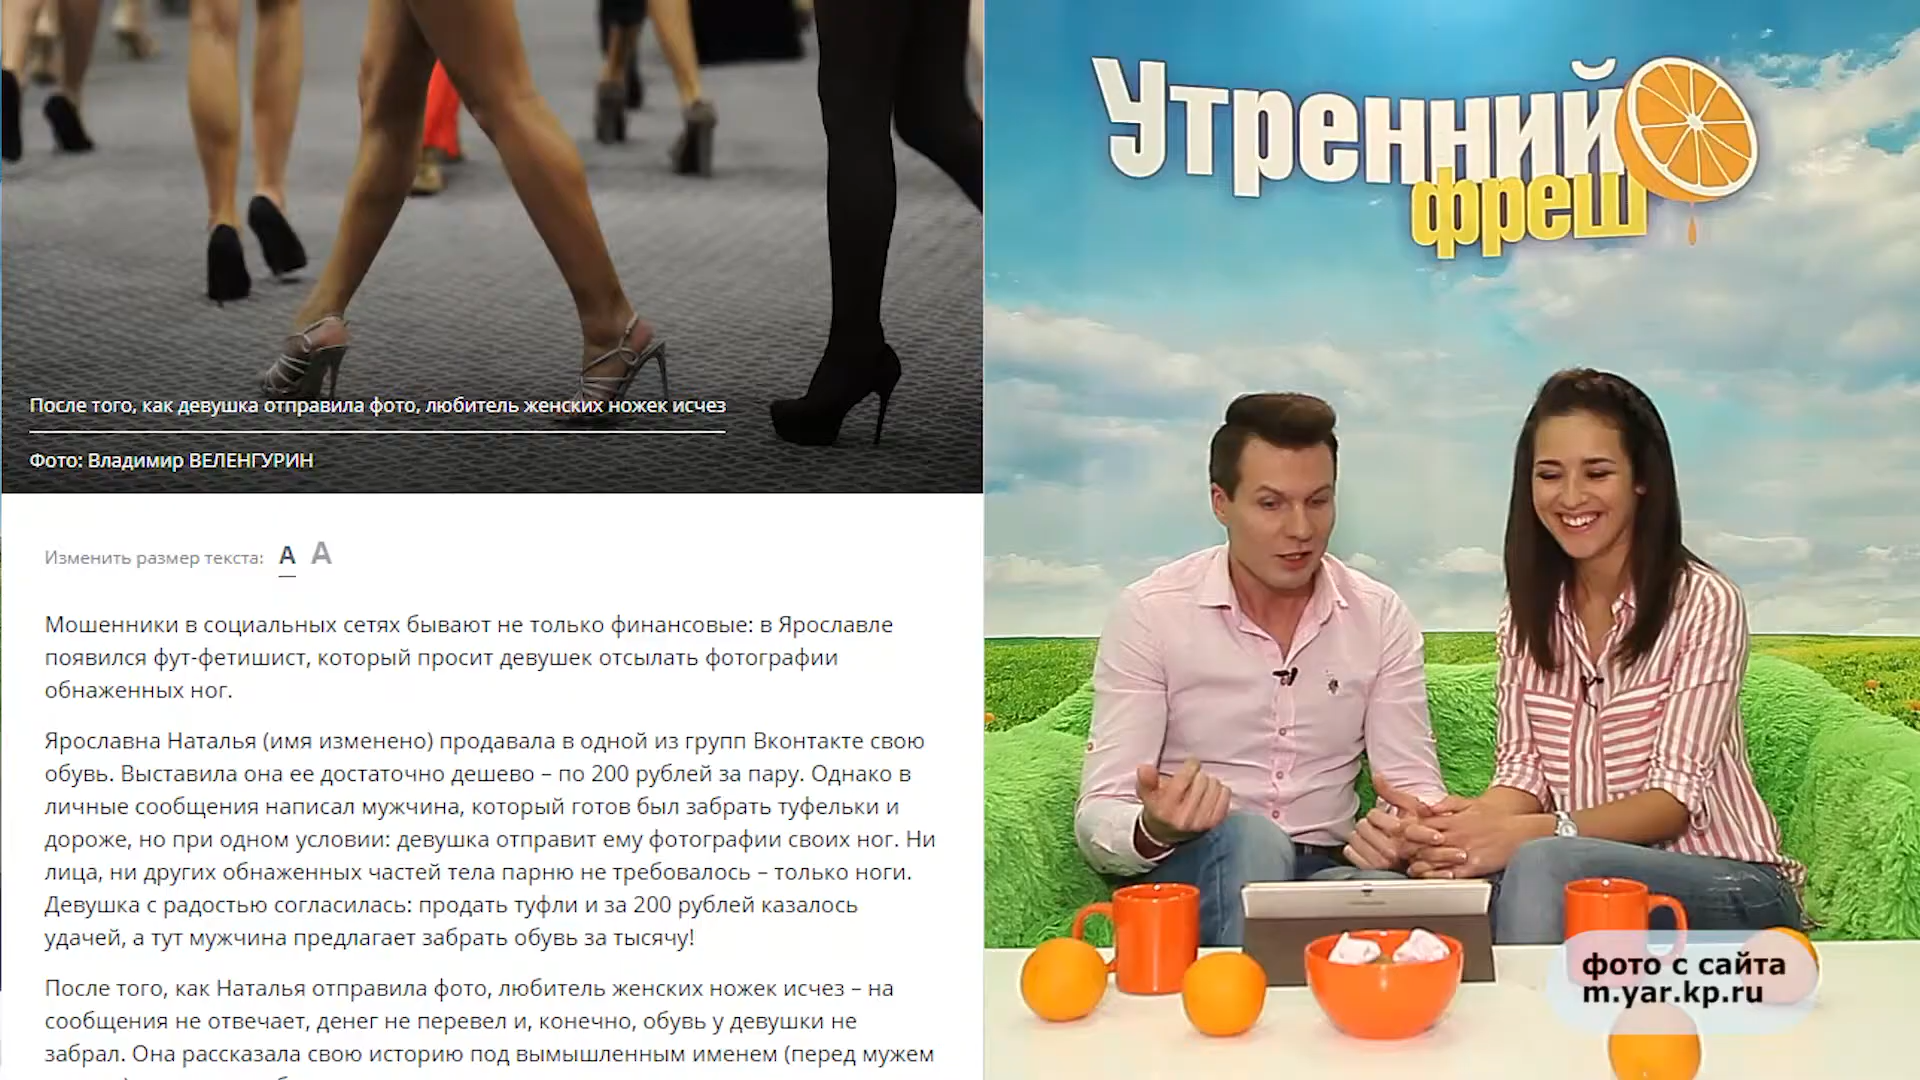 После того, как девушка отправила фото, любитель женских ножек исчез
Фото: Владимир ВЕЛЕНГУРИН
Изменить размер текста: А А
Мошенники в социальных сетях бывают не только финансовые: в Ярославле
появился фут-фетишист, который просит девушек отсылать фотографии
обнаженных ног.
Ярославна Наталья (имя изменено) продавала в одной из групп Вконтакте свою
обувь. Выставила она ее достаточно дешево – по 200 рублей за пару. Однако в
личные сообщения написал мужчина, который готов был забрать туфельки и
дороже, но при одном условии: девушка отправит ему фотографии своих ног. Ни
лица, ни других обнаженных частей тела парню не требовалось – только ноги.
Девушка с радостью согласилась: продать туфли и за 200 рублей казалось
удачей, а тут мужчина предлагает забрать обувь за тысячу!
После того, как Наталья отправила фото, любитель женских ножек исчез – на
сообщения не отвечает, денег не перевел и, конечно, обувь у девушки не
забрал. Она рассказала свою историю под вымышленным именем (перед мужем
Утренний
фреш
фото с сайта
m.yar.kp.ru